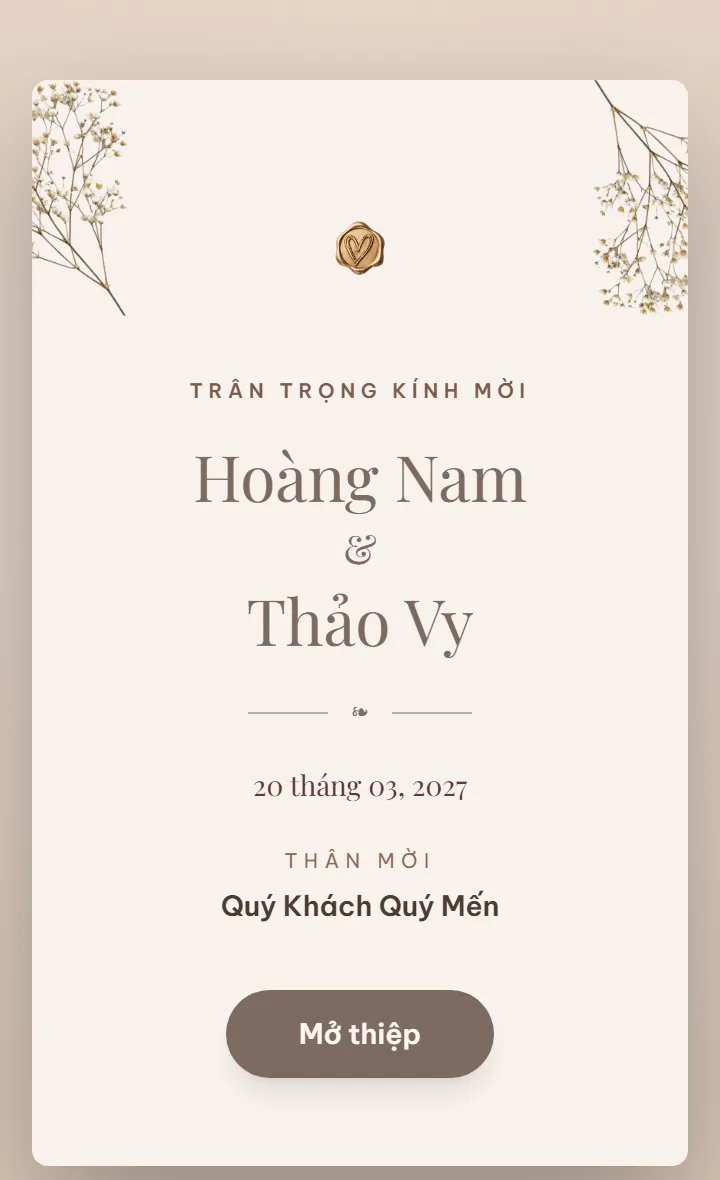 TRÂN TRỌNG KÍNH MỜI
Hoàng Nam
&
Thảo Vy
20 tháng 03, 2027
THÂN MỜI
Quý Khách Quý Mến
Mở thiệp